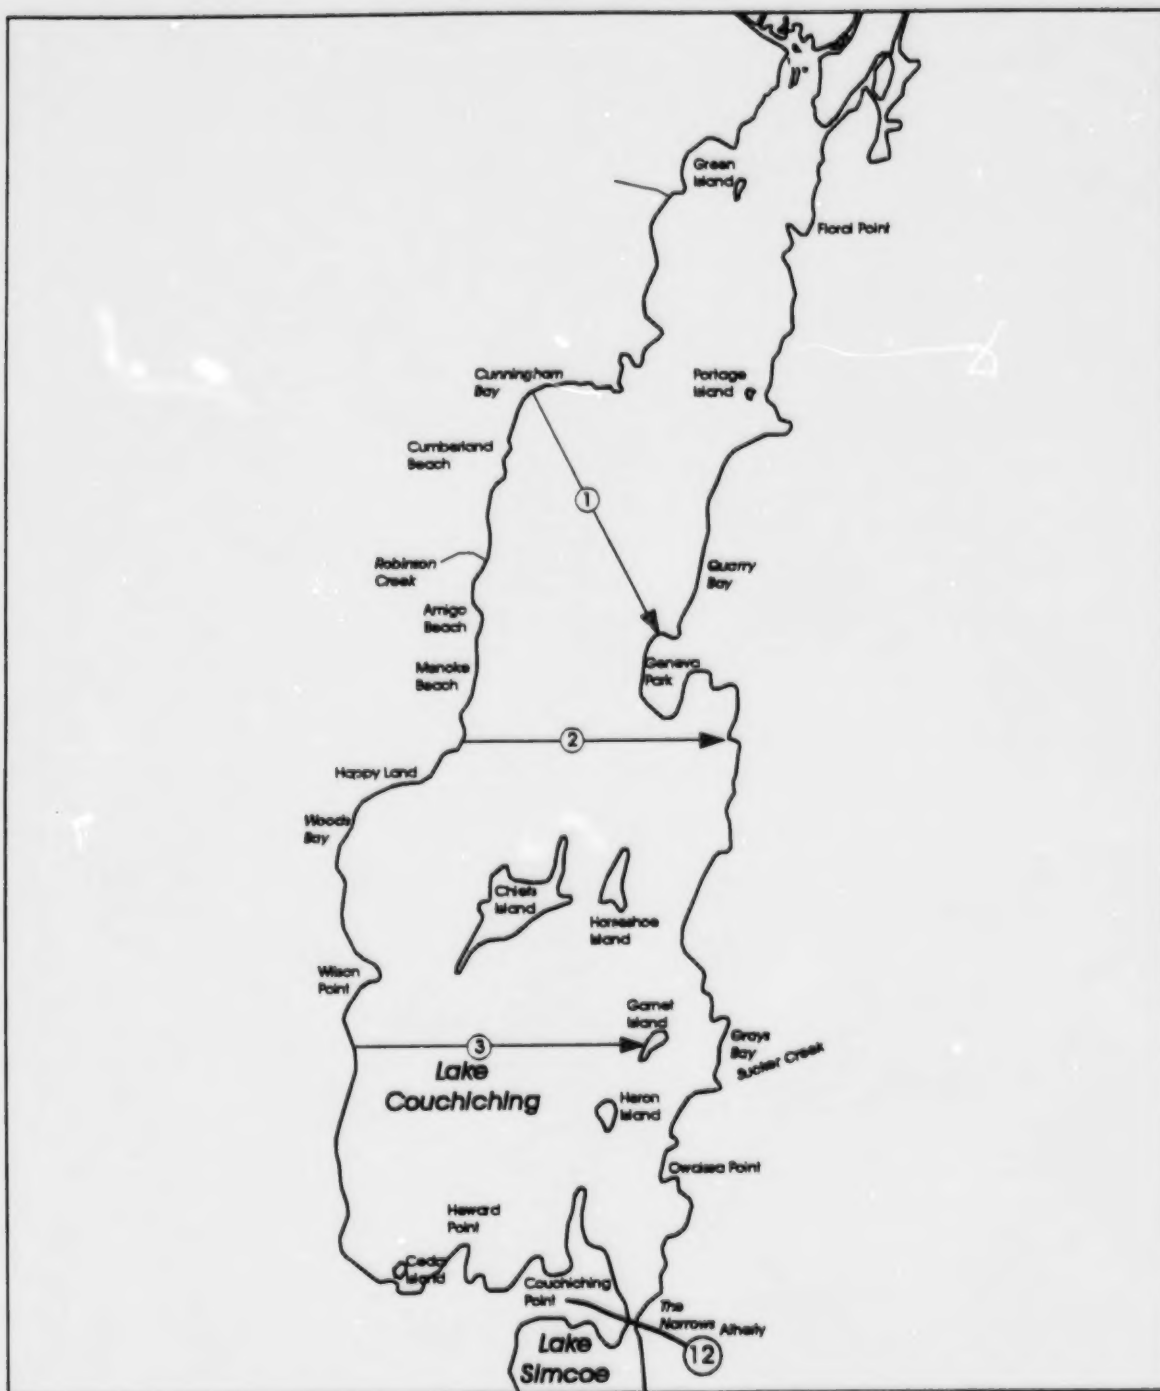 Green
Island
Floral Point
Cunningham
Bay
Portage
Island
Cumberland
Beach
1
Robinson
Creek
Quarry
Bay
Amigo
Beach
Geneva
Park
Menoke
Beach
2
Happy Land
Woods
Bay
Chiefs
Island
Horseshoe
Island
Wilson
Point
Garnet
Island
Grays
Bay
Sucker Creek
3
Lake
Couchiching
Heron
Island
Owaisea Point
Heward
Point
Cedar
Island
Couchiching
Point
The
Narrows
Atherly
12
Lake
Simcoe